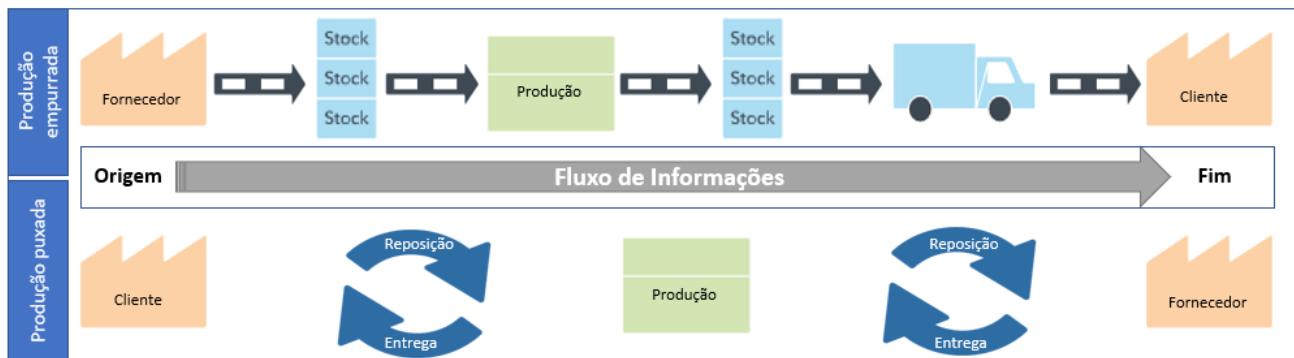 Produção
empurrada
Fornecedor
Stock
Stock
Stock
Produção
Stock
Stock
Stock
Cliente
Origem
Fluxo de Informações
Fim
Produção puxada
Cliente
Reposição
Entrega
Produção
Reposição
Entrega
Fornecedor